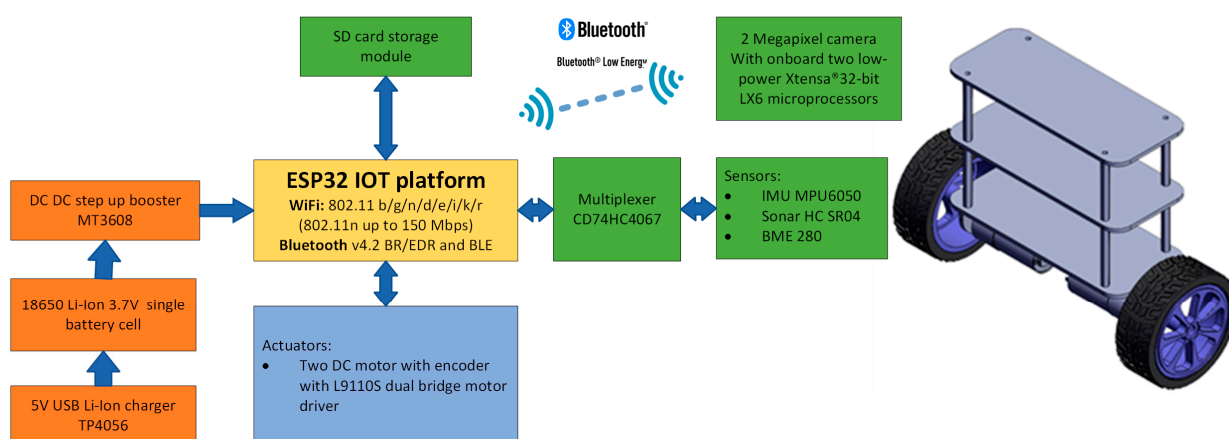 SD card storage
module
Bluetooth®
Bluetooth® Low Energy
2 Megapixel camera
With onboard two low-
power Xtensa®32-bit
LX6 microprocessors
ESP32 IOT platform
WiFi: 802.11 b/g/n/d/e/i/k/r
(802.11n up to 150 Mbps)
Bluetooth v4.2 BR/EDR and BLE
DC DC step up booster
MT3608
Multiplexer
CD74HC4067
Sensors:
• IMU MPU6050
• Sonar HC SR04
• BME 280
18650 Li-Ion 3.7V single
battery cell
Actuators:
• Two DC motor with encoder
with L9110S dual bridge motor
driver
5V USB Li-Ion charger
TP4056